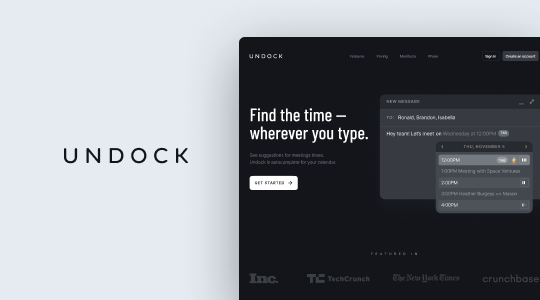 UNDOCK
UNDOCK
Features Pricing Manifesto
Sign in Create an account
Find the time —
wherever you type.
See suggestions for meetings times.
Undock is autocomplete for your calendar.
GET STARTED →
NEW MESSAGE
TO: Ronald, Brandon, Isabella
Hey team! Let's meet on Wednesday at 12:00PM
THU, NOVEMBER 5
12:00PM
1:00PM Meeting with Space Ventures
2:00PM
3:00PM Heather Burgess
4:00PM
FEATURED IN
Inc. TechCrunch The New York Times crunchbase